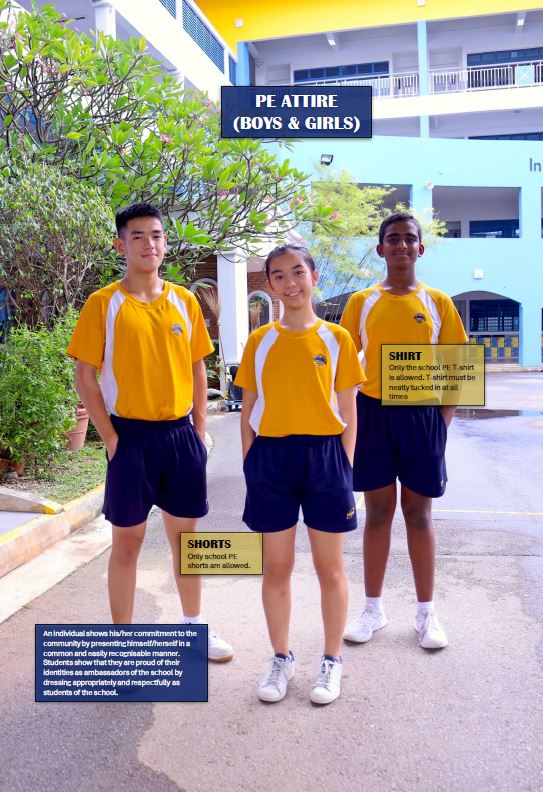 PE ATTIRE
(BOYS & GIRLS)
In
SHIRT
Only the school PE T-shirt
is allowed. T-shirt must be
neatly tucked in at all
times
SHORTS
Only school PE
shorts are allowed.
An individual shows his/her commitment to the
community by presenting himself/herself in a
common and easily recognisable manner.
Students show that they are proud of their
identities as ambassadors of the school by
dressing appropriately and respectfully as
students of the school.